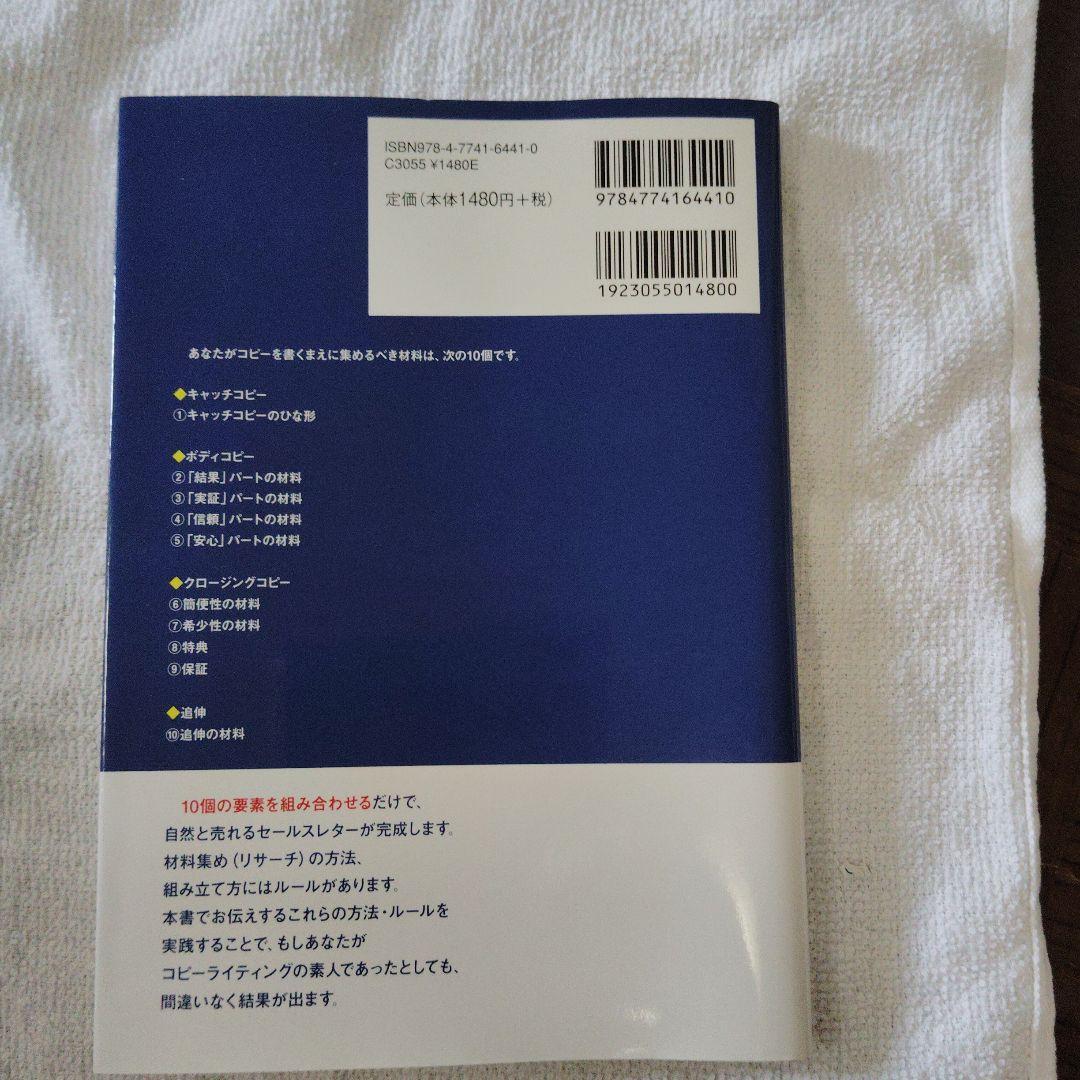 ISBN978-4-7741-6441-0
C3055 ¥1480E
定価(本体1480円+税)
9784774164410
1923055014800
あなたがコピーを書くまえに集めるべき材料は、次の10個です。
◆キャッチコピー
①キャッチコピーのひな形
◆ボディコピー
②「結果」パートの材料
③「実証」パートの材料
④「信頼」パートの材料
⑤「安心」パートの材料
◆クロージングコピー
⑥簡便性の材料
⑦希少性の材料
⑧特典
⑨保証
◆追伸
⑩追伸の材料
10個の要素を組み合わせるだけで、
自然と売れるセールスレターが完成します。
材料集め(リサーチ)の方法、
組み立て方にはルールがあります。
本書でお伝えするこれらの方法・ルールを
実践することで、もしあなたが
コピーライティングの素人であったとしても、
間違いなく結果が出ます。